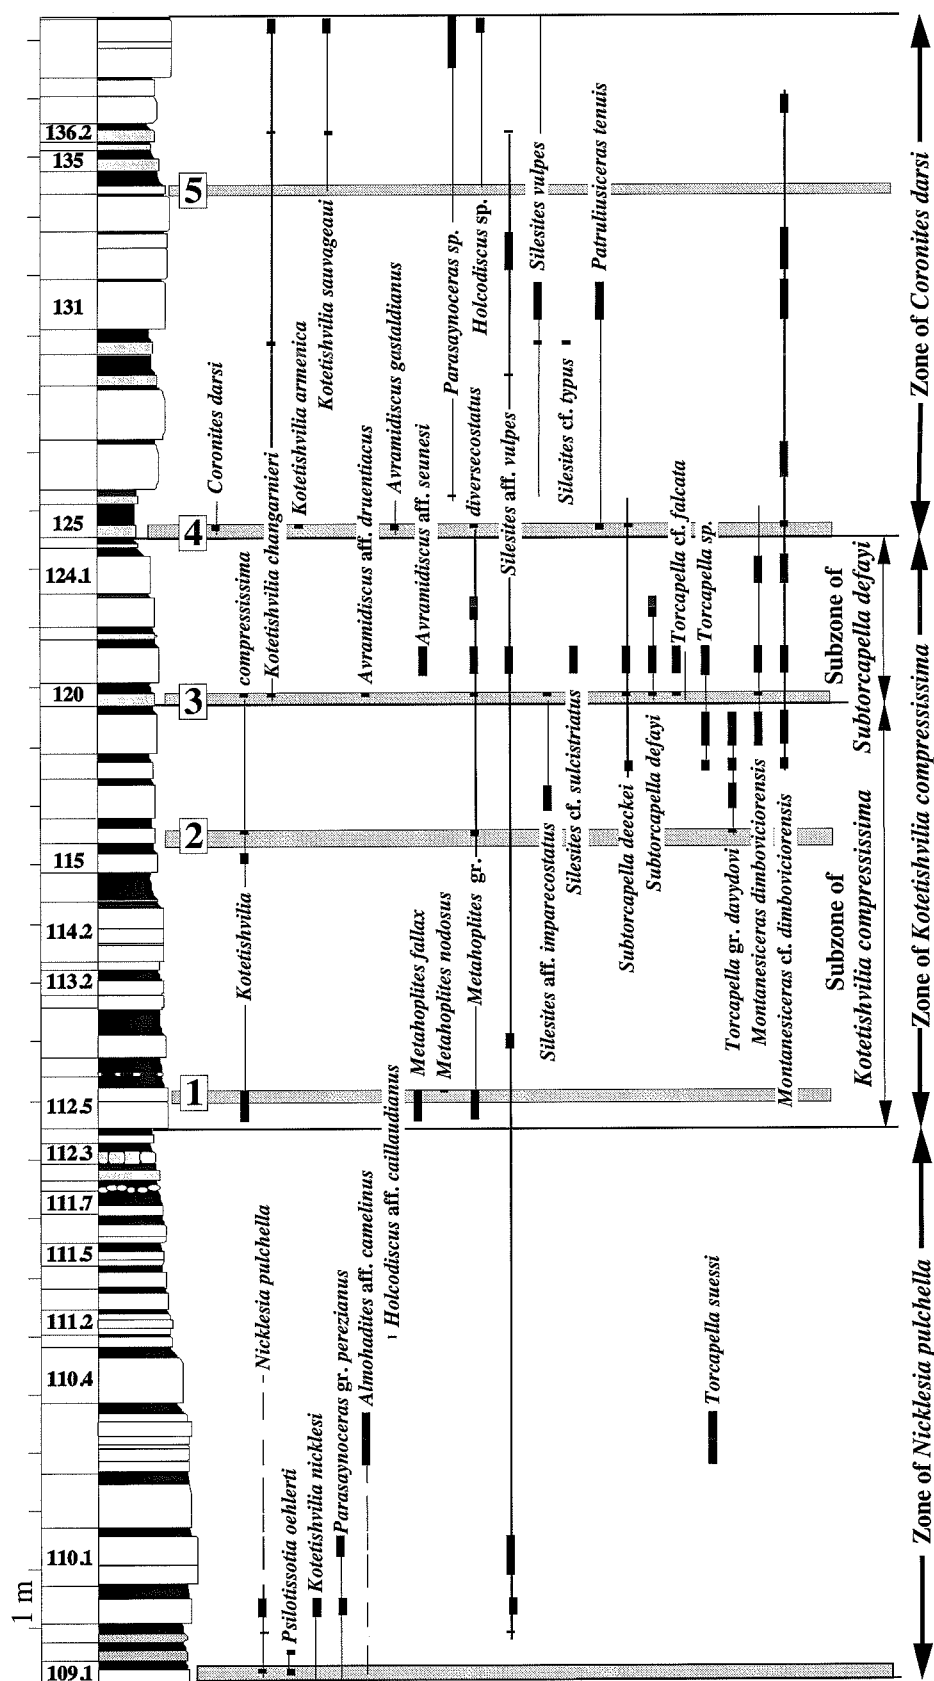 136.2
135
131
125
124.1
120
115
114.2
113.2
112.5
112.3
111.7
111.5
111.2
110.4
110.1
109.1
1 m
5
4
3
2
1
Coronites darsi
Kotetishvilia changarnieri
compressissima
Kotetishvilia
Kotetishvilia armenica
Kotetishvilia sauvageaui
Avramidiscus aff. druentiacus
Avramidiscus gastaldianus
Avramidiscus aff. seunesi
Parasaynoceras sp.
Holcodiscus sp.
diversecostatus
Metahoplites gr.
Silesites aff. vulpes
Silesites vulpes
Silesites cf. typus
Patruliusiceras tenuis
Torcapella cf. falcata
Torcapella sp.
Silesites cf. sulcistriatus
Silesites aff. imparecostatus
Subtorcapella deeckei
Subtorcapella defayi
Torcapella gr. davydovi
Montanesiceras dimboviciorensis
Montanesiceras cf. dimboviciorensis
Metahoplites fallax
Metahoplites nodosus
Nicklesia pulchella
Psilotissotia oehlerti
Kotetishvilia nicklesi
Parasaynoceras gr. perezianus
Almohadites aff. camelinus
Holcodiscus aff. caillaudianus
Torcapella suessi
Subzone of
Subtorcapella defayi
Subzone of
Kotetishvilia compressissima
Zone of Coronites darsi
Zone of Kotetishvilia compressissima
Zone of Nicklesia pulchella